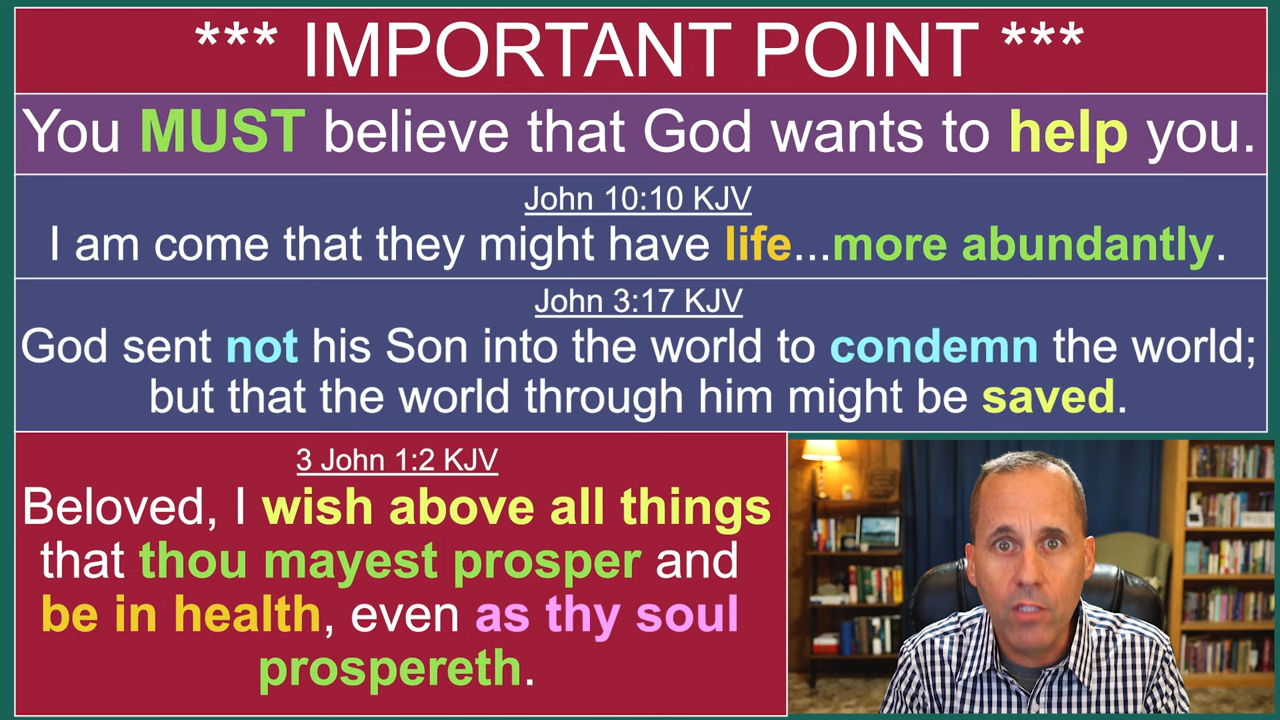 *** IMPORTANT POINT ***
You MUST believe that God wants to help you.
John 10:10 KJV
I am come that they might have life...more abundantly.
John 3:17 KJV
God sent not his Son into the world to condemn the world;
but that the world through him might be saved.
3 John 1:2 KJV
Beloved, I wish above all things
that thou mayest prosper and
be in health, even as thy soul
prospereth.